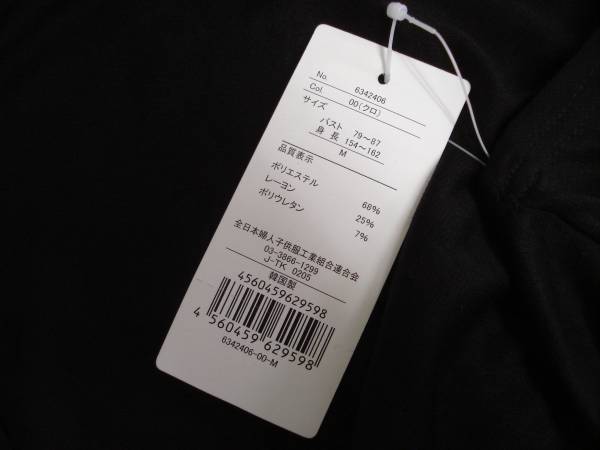 No. 6342406
Col. 00(クロ)
サイズ
バスト 79～87
身長 154～162
M
品質表示
ポリエステル 68%
レーヨン 25%
ポリウレタン 7%
全日本婦人子供服工業組合連合会
03-3866-1299
J-TK 0205
韓国製
4560459629598
4 560459 629598
6342406-00-M